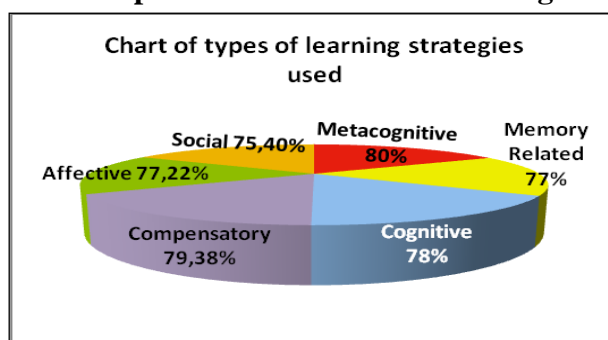 Chart of types of learning strategies
used
Social 75,40%
Metacognitive
80%
Memory
Related
77%
Affective 77,22%
Compensatory
79,38%
Cognitive
78%